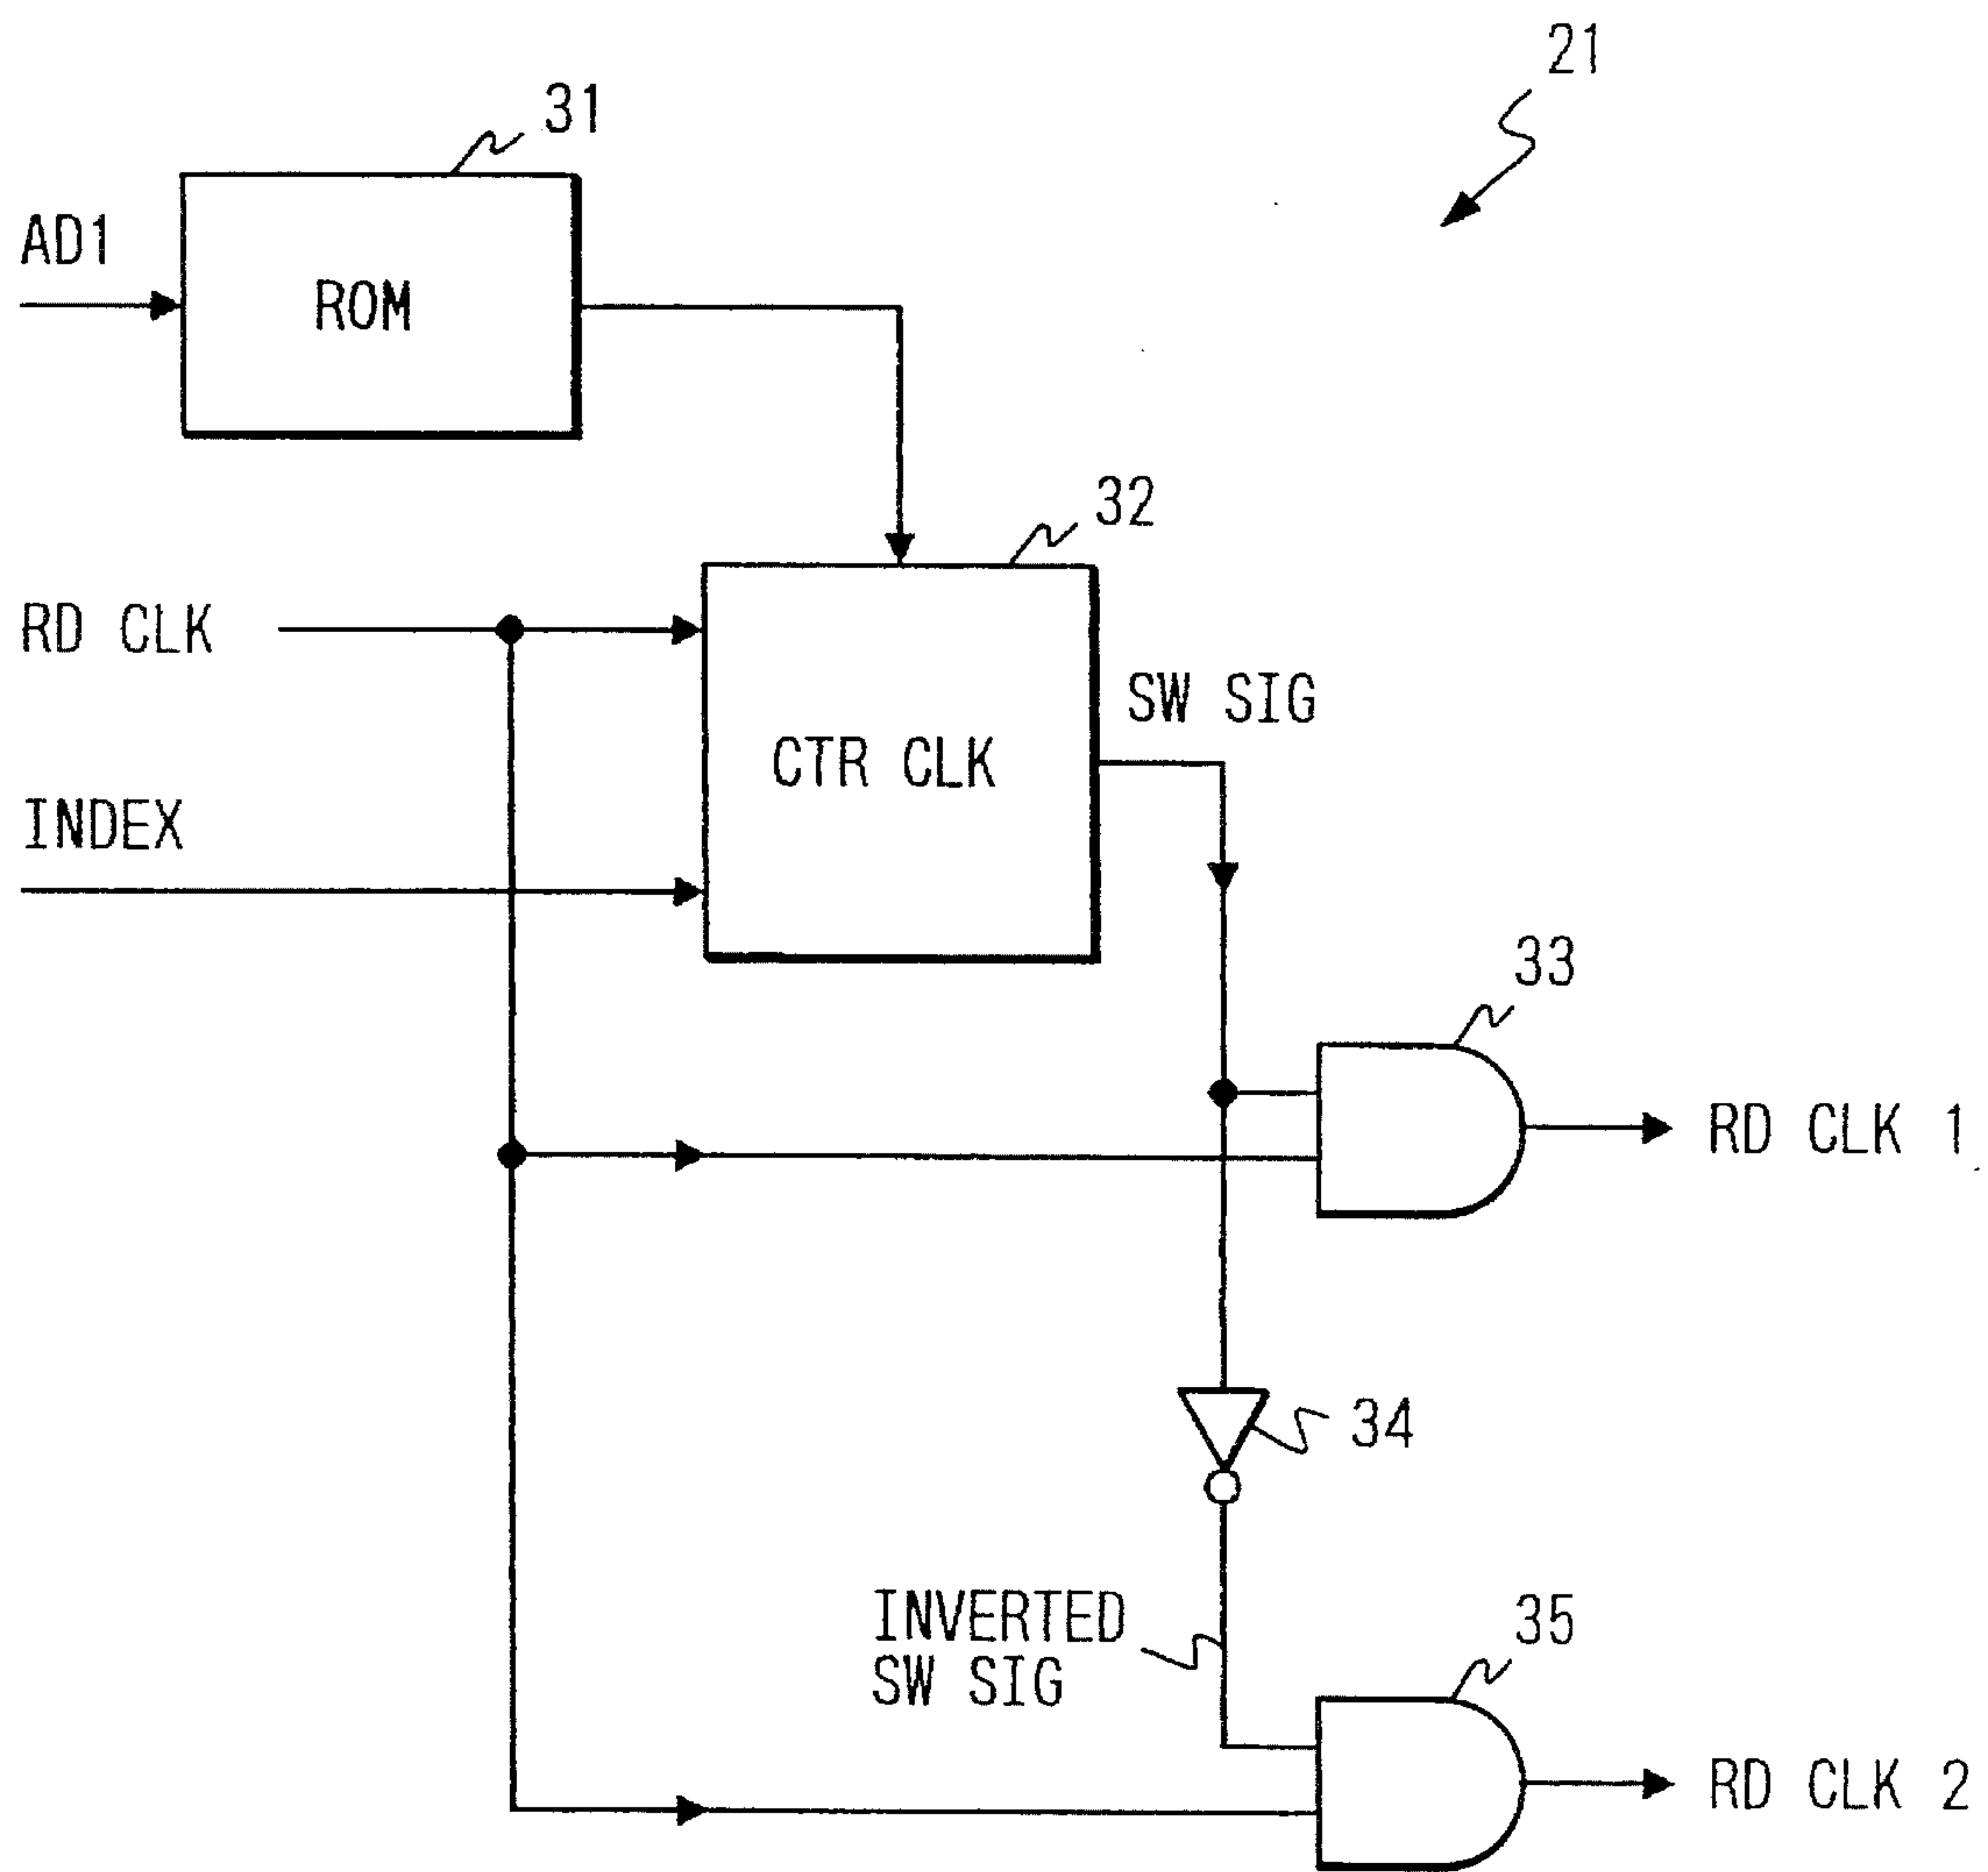 21
31
AD1
ROM
32
RD CLK
SW SIG
CTR CLK
INDEX
33
RD CLK 1
34
INVERTED
SW SIG
35
RD CLK 2